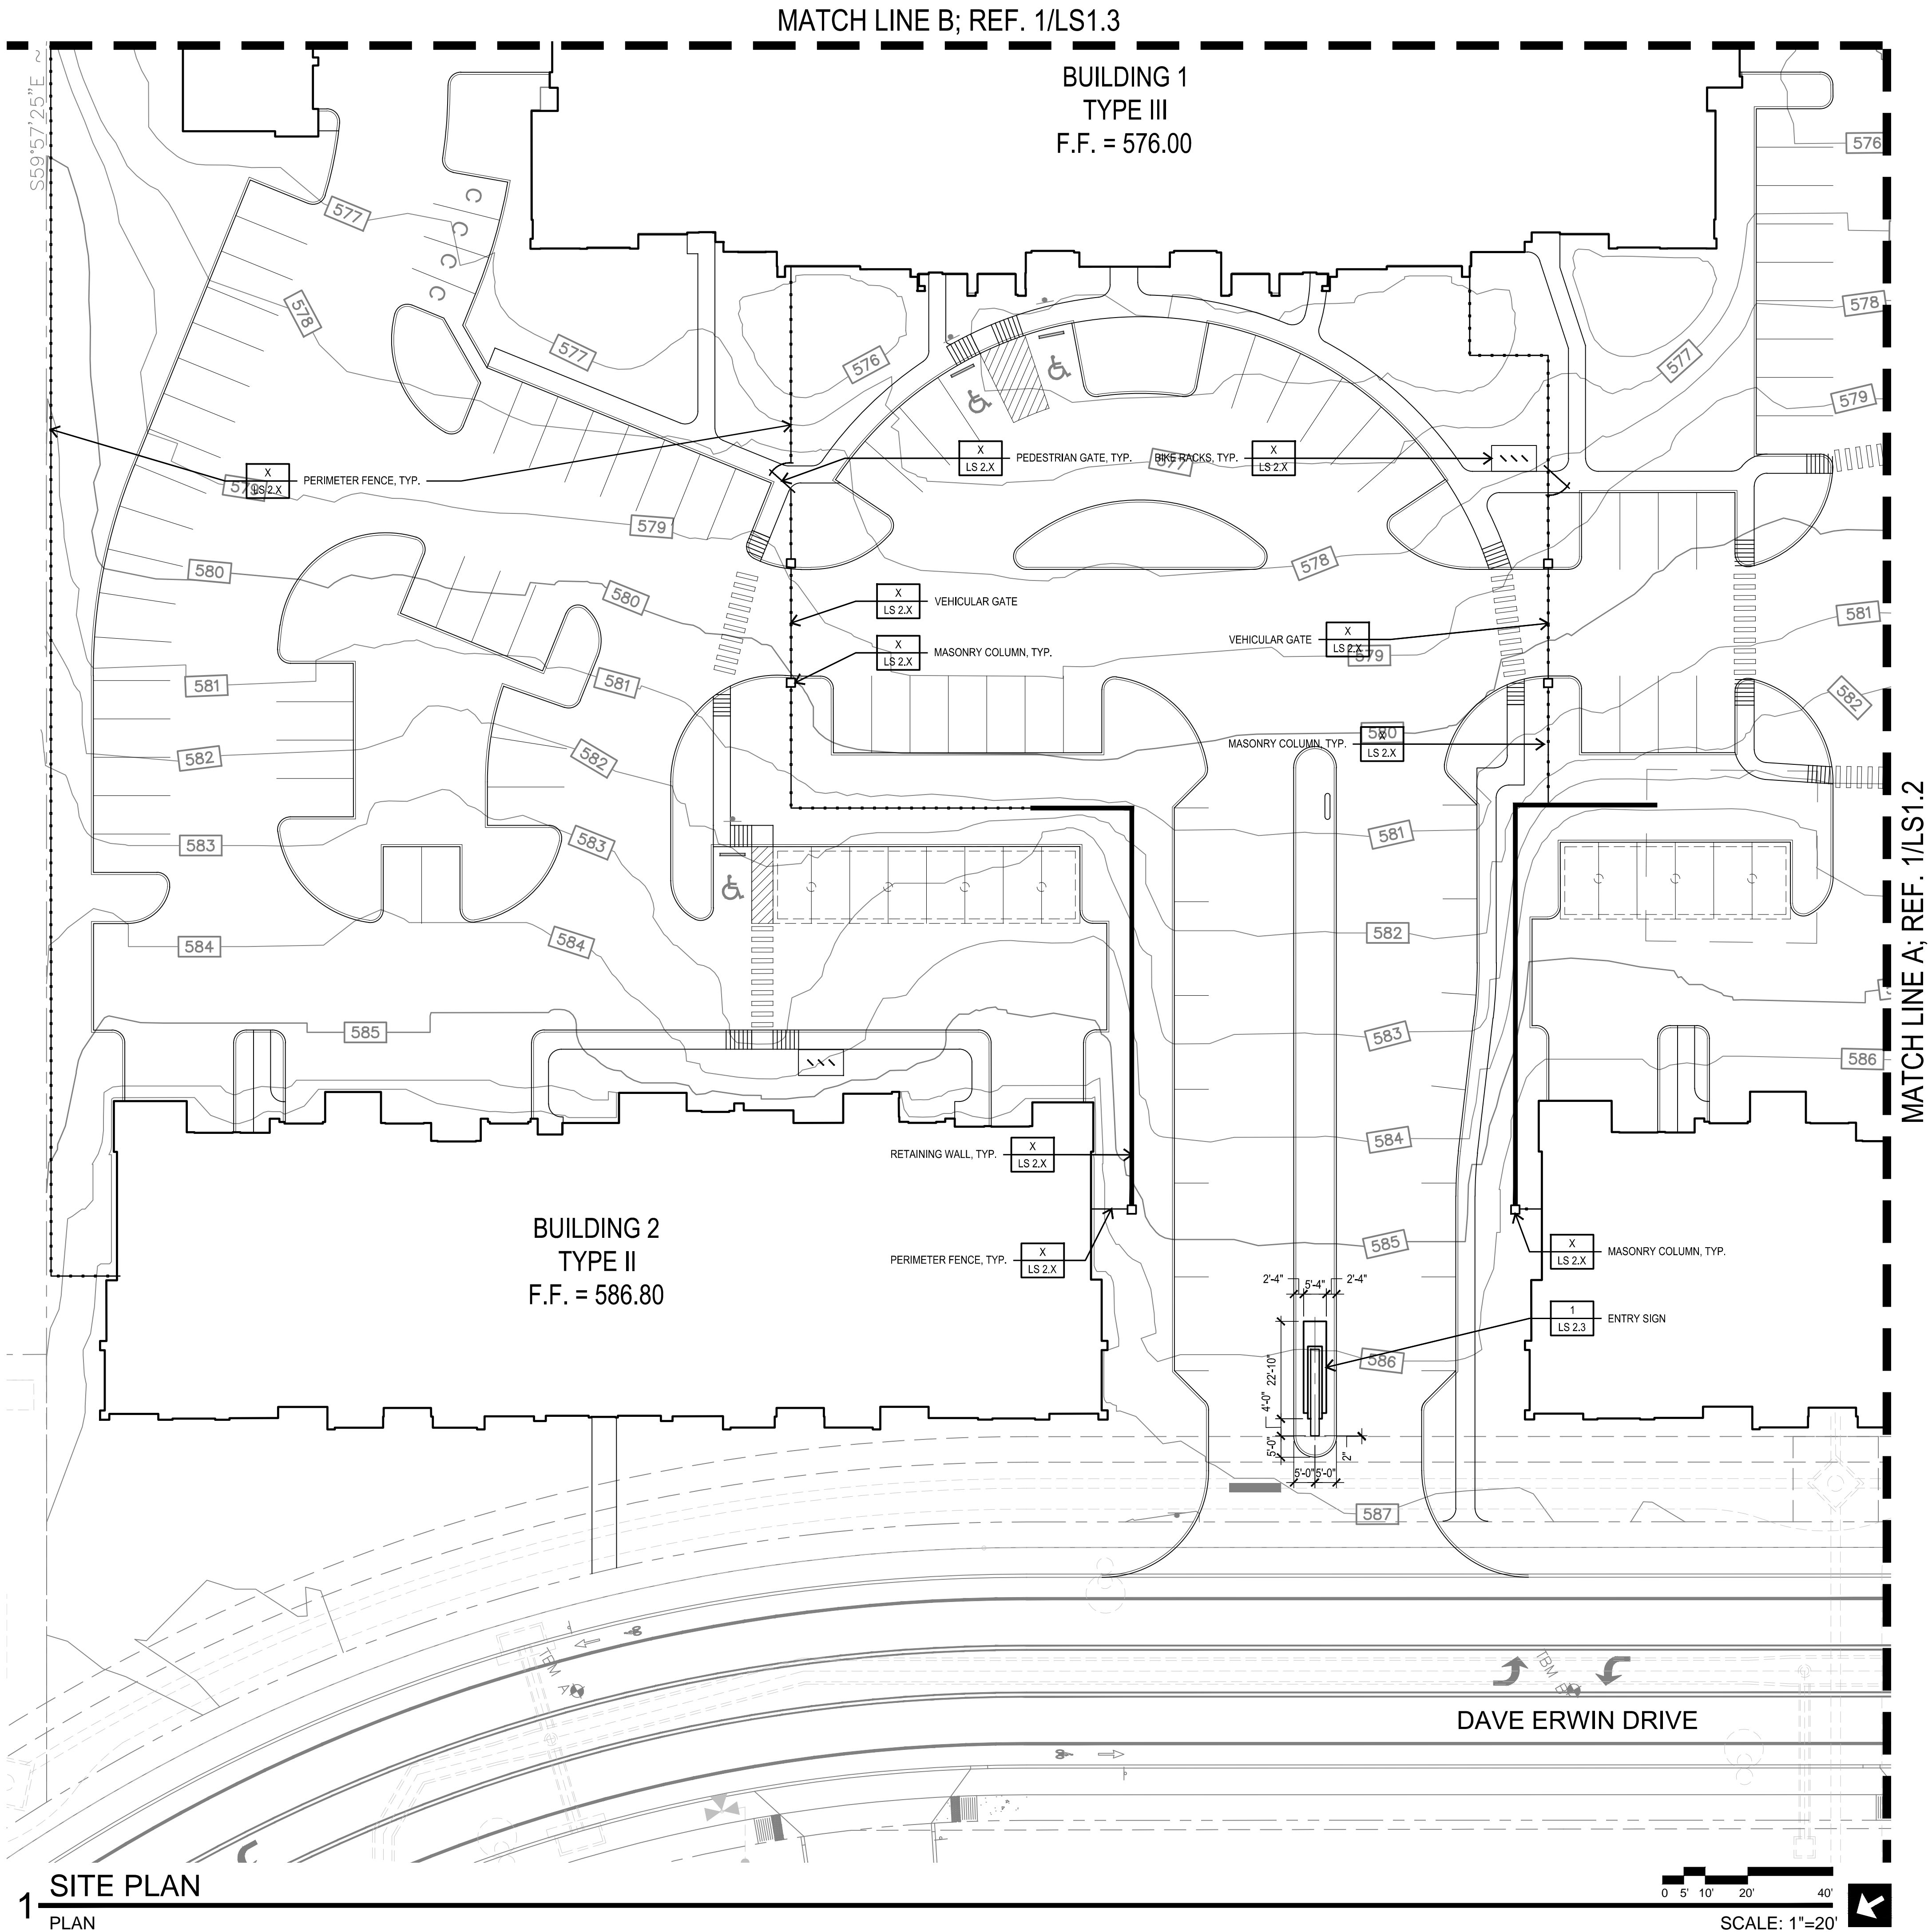 MATCH LINE B; REF. 1/LS1.3
S59°57'25"E ~
BUILDING 1
TYPE III
F.F. = 576.00
576
577
C
C
C
C
578
578
577
576
577
579
X
LS 2.X
PERIMETER FENCE, TYP.
579
X
LS 2.X
PEDESTRIAN GATE, TYP.
577
BIKE RACKS, TYP.
X
LS 2.X
579
578
580
580
X
LS 2.X
VEHICULAR GATE
581
X
LS 2.X
MASONRY COLUMN, TYP.
VEHICULAR GATE
X
LS 2.X
579
581
581
582
MASONRY COLUMN, TYP.
580
X
LS 2.X
582
582
583
583
581
584
584
582
585
583
586
584
RETAINING WALL, TYP.
X
LS 2.X
BUILDING 2
TYPE II
F.F. = 586.80
PERIMETER FENCE, TYP.
X
LS 2.X
585
X
LS 2.X
MASONRY COLUMN, TYP.
2'-4"
5'-4"
2'-4"
1
LS 2.3
ENTRY SIGN
586
22'-10"
4'-0"
5'-0"
2"
5'-0"
5'-0"
587
MATCH LINE A; REF. 1/LS1.2
TBM A
TBM B
DAVE ERWIN DRIVE
1
SITE PLAN
PLAN
0 5' 10' 20' 40'
SCALE: 1"=20'